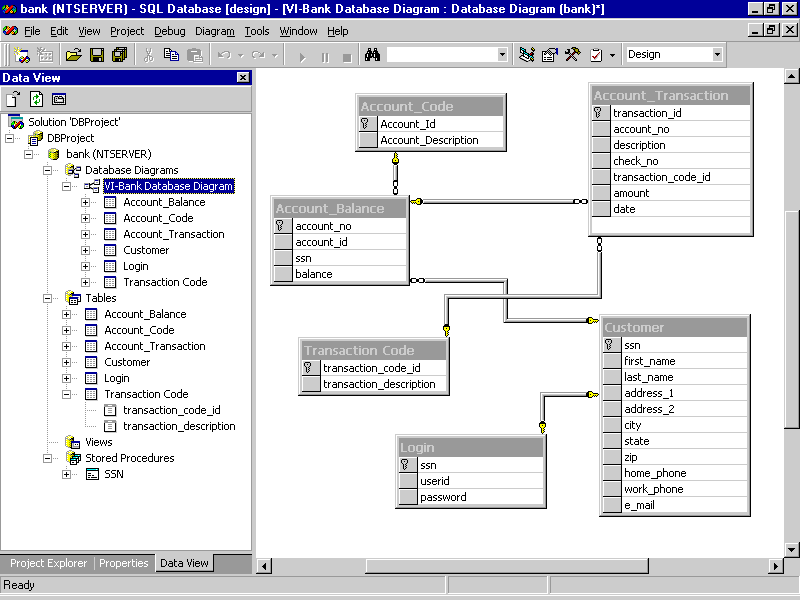 bank (NTSERVER) - SQL Database [design] - [VI-Bank Database Diagram : Database Diagram (bank)*]
File Edit View Project Debug Diagram Tools Window Help
Design
Data View
Solution 'DBProject'
DBProject
bank (NTSERVER)
Database Diagrams
VI-Bank Database Diagram
Account_Balance
Account_Code
Account_Transaction
Customer
Login
Transaction Code
Tables
Account_Balance
Account_Code
Account_Transaction
Customer
Login
Transaction Code
transaction_code_id
transaction_description
Views
Stored Procedures
SSN
Project Explorer Properties Data View
Account_Code
Account_Id
Account_Description
Account_Transaction
transaction_id
account_no
description
check_no
transaction_code_id
amount
date
Account_Balance
account_no
account_id
ssn
balance
Transaction Code
transaction_code_id
transaction_description
Customer
ssn
first_name
last_name
address_1
address_2
city
state
zip
home_phone
work_phone
e_mail
Login
ssn
userid
password
Ready